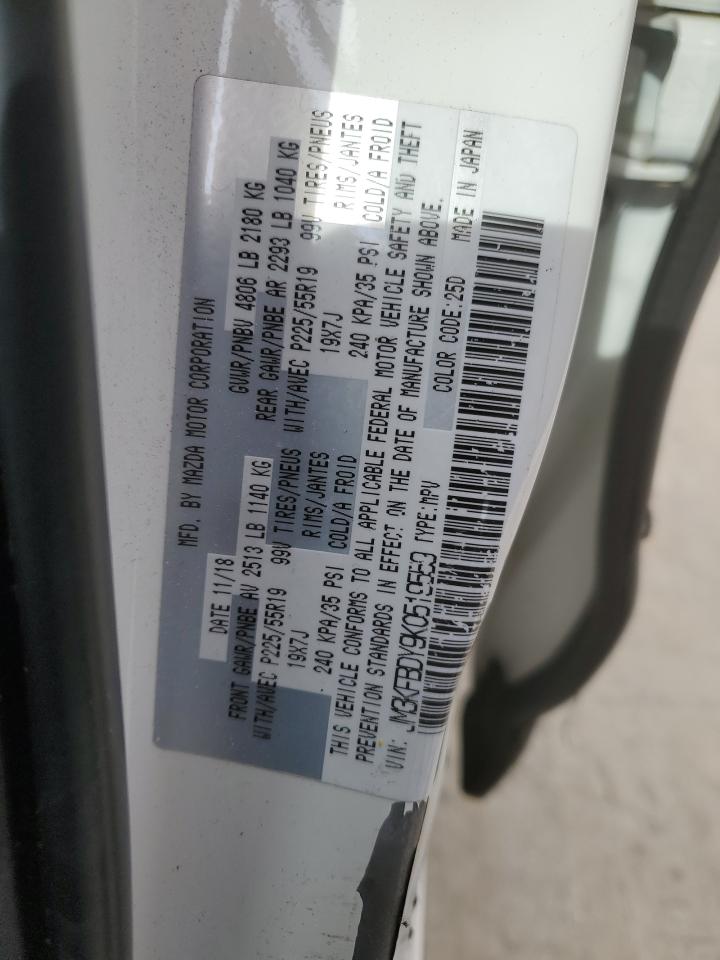 MFD. BY MAZDA MOTOR CORPORATION
DATE 11/18 GVWR/PNBV 4806 LB 2180 KG
FRONT GAWR/PNBE AV 2513 LB 1140 KG REAR GAWR/PNBE AR 2293 LB 1040 KG
WITH/AVEC P225/55R19 99V TIRES/PNEUS WITH/AVEC P225/55R19 99V TIRES/PNEUS
19X7J RIMS/JANTES 19X7J RIMS/JANTES
240 KPA/35 PSI COLD/A FROID 240 KPA/35 PSI COLD/A FROID
THIS VEHICLE CONFORMS TO ALL APPLICABLE FEDERAL MOTOR VEHICLE SAFETY AND THEFT
PREVENTION STANDARDS IN EFFECT ON THE DATE OF MANUFACTURE SHOWN ABOVE.
VIN: TYPE:MPV COLOR CODE:25D MADE IN JAPAN